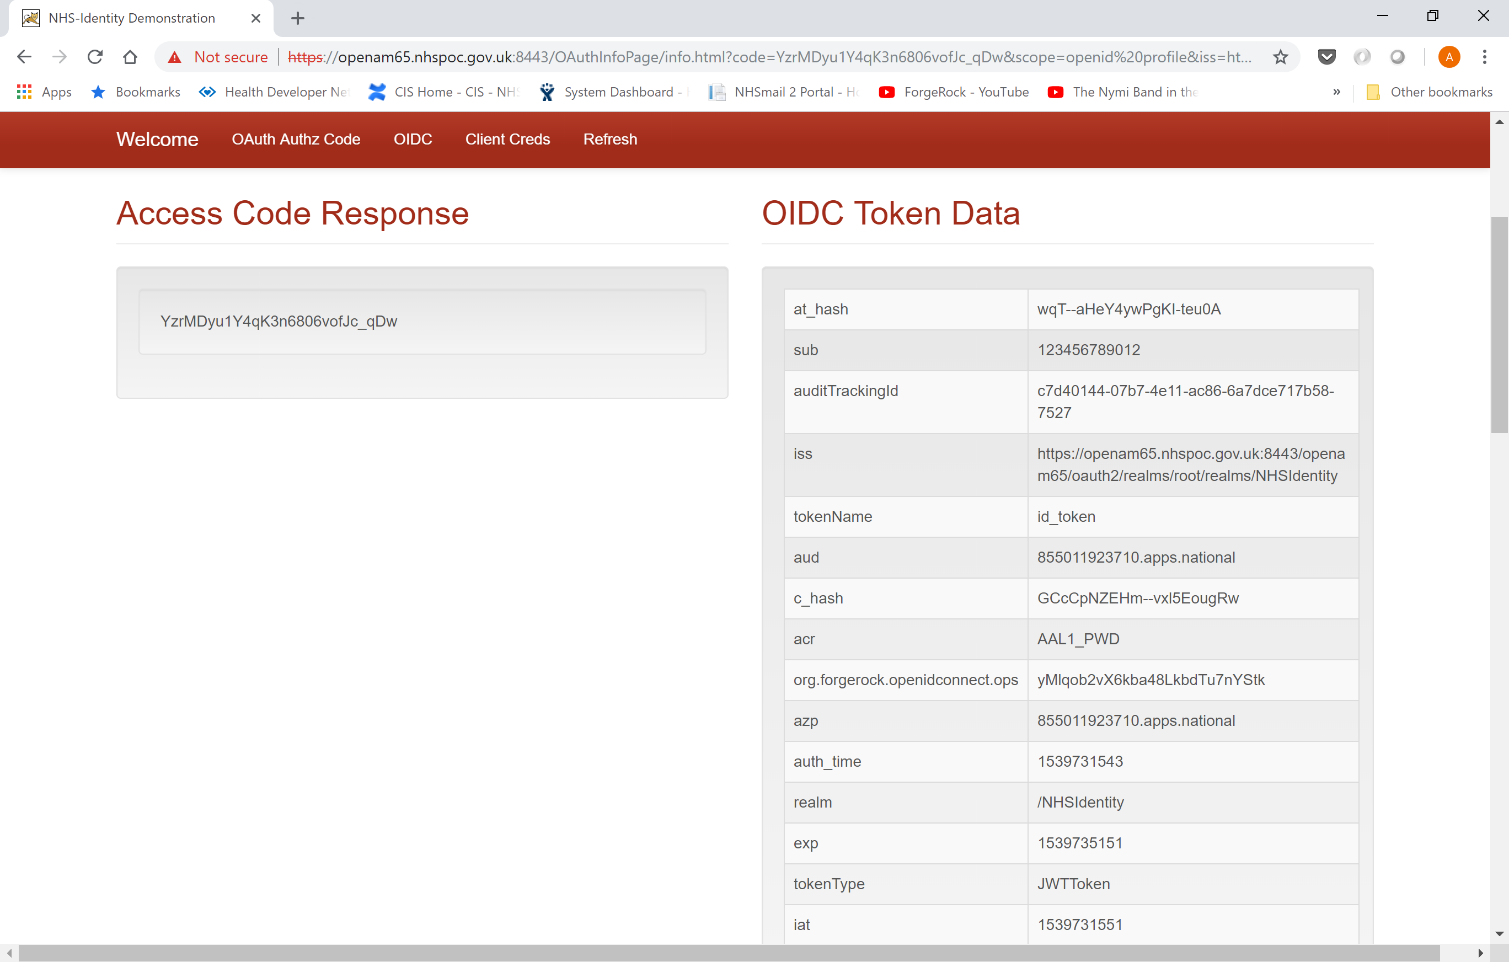 NHS-Identity Demonstration
Not secure https://openam65.nhspoc.gov.uk:8443/OAuthInfoPage/info.html?code=YzrMDyu1Y4qK3n6806vofJc_qDw&scope=openid%20profile&iss=ht...
A
Apps Bookmarks Health Developer Ne CIS Home - CIS - NHS System Dashboard - NHSmail 2 Portal - Ho ForgeRock - YouTube The Nymi Band in the » Other bookmarks
Welcome OAuth Authz Code OIDC Client Creds Refresh
Access Code Response
YzrMDyu1Y4qK3n6806vofJc_qDw
OIDC Token Data
at_hash wqT--aHeY4ywPgKI-teu0A
sub 123456789012
auditTrackingId c7d40144-07b7-4e11-ac86-6a7dce717b58-
7527
iss https://openam65.nhspoc.gov.uk:8443/opena
m65/oauth2/realms/root/realms/NHSIdentity
tokenName id_token
aud 855011923710.apps.national
c_hash GCcCpNZEHm--vxl5EougRw
acr AAL1_PWD
org.forgerock.openidconnect.ops yMlqob2vX6kba48LkbdTu7nYStk
azp 855011923710.apps.national
auth_time 1539731543
realm /NHSIdentity
exp 1539735151
tokenType JWTToken
iat 1539731551